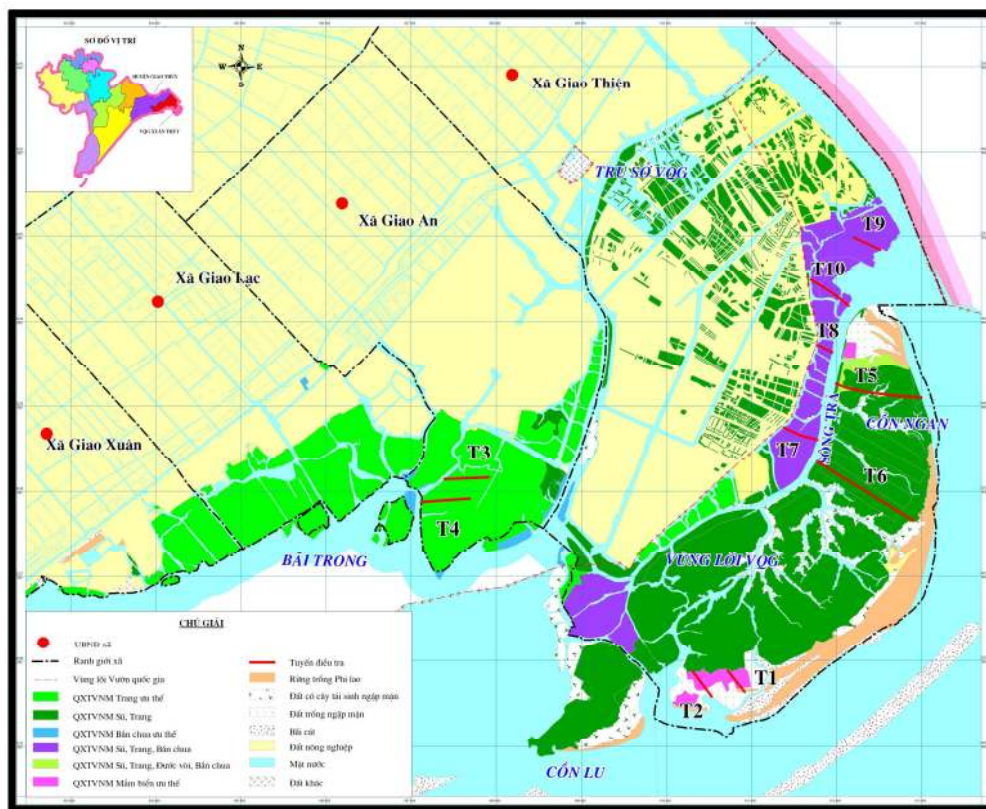 SƠ ĐỒ VỊ TRÍ
HUYỆN GIAO THỦY
VQG XUÂN THỦY
N
W E
Xã Giao Thiện
TRỤ SỞ VQG
Xã Giao An
T9
T10
Xã Giao Lạc
T8
T5
CỒN NGẠN
SÔNG TRÀ
Xã Giao Xuân
T7
T3
T6
T4
BÃI TRONG
VÙNG LÕI VQG
T1
T2
CỒN LU
CHÚ GIẢI
UBND xã
Ranh giới xã
Vùng lõi Vườn quốc gia
QXTVNM Trang ưu thế
QXTVNM Sú, Trang
QXTVNM Bần chua ưu thế
QXTVNM Sú, Trang, Bần chua
QXTVNM Sú, Trang, Đước vòi, Bần chua
QXTVNM Mắm biển ưu thế
Tuyến điều tra
Rừng trồng Phi lao
Đất có cây tái sinh ngập mặn
Đất trống ngập mặn
Bãi cát
Đất nông nghiệp
Mặt nước
Đất khác